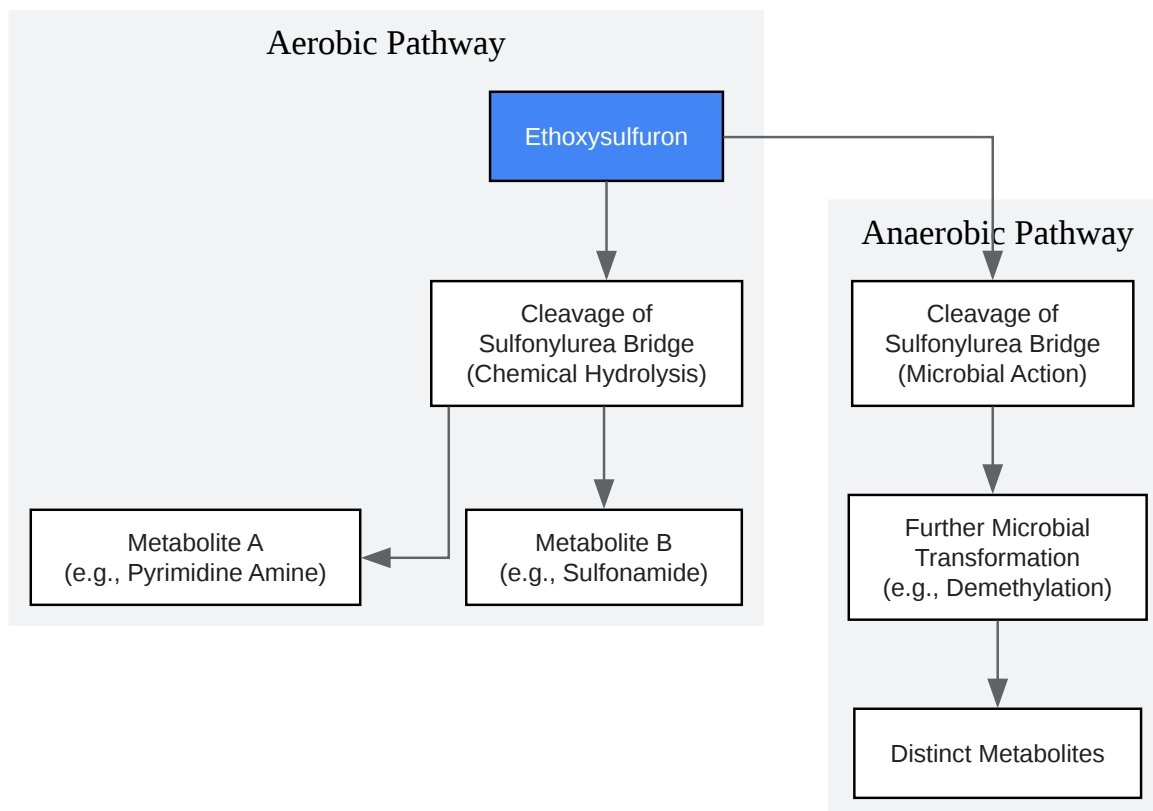 Aerobic Pathway
Ethoxysulfuron
Anaerobic Pathway
Cleavage of
Sulfonylurea Bridge
(Chemical Hydrolysis)
Cleavage of
Sulfonylurea Bridge
(Microbial Action)
Metabolite A
(e.g., Pyrimidine Amine)
Metabolite B
(e.g., Sulfonamide)
Further Microbial
Transformation
(e.g., Demethylation)
Distinct Metabolites